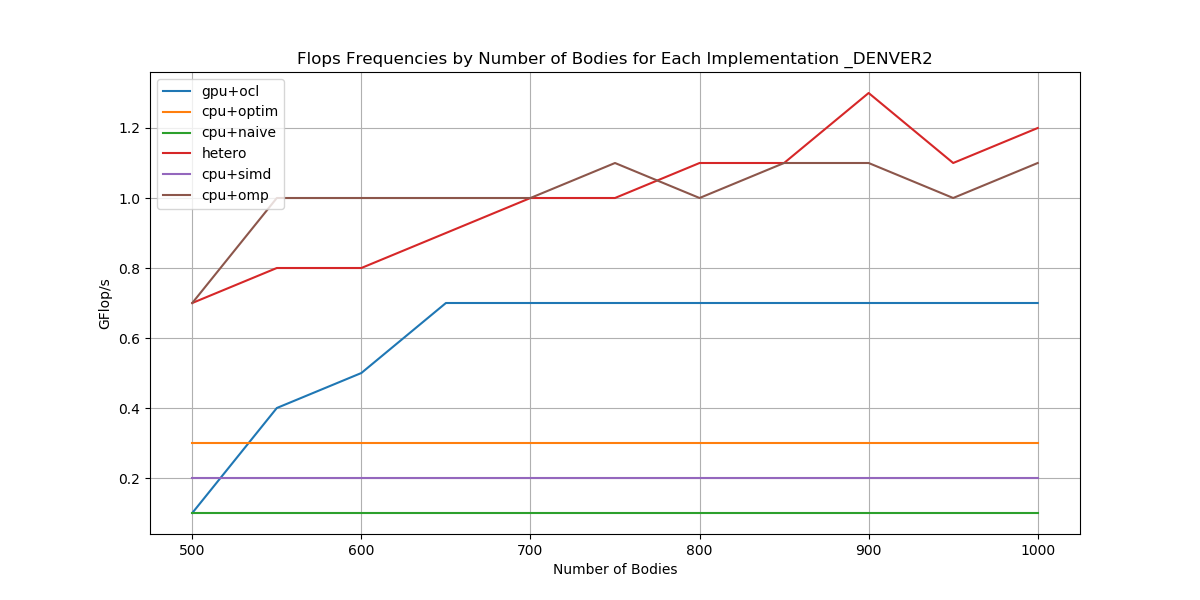 Flops Frequencies by Number of Bodies for Each Implementation _DENVER2
gpu+ocl
cpu+optim
cpu+naive
hetero
cpu+simd
cpu+omp
GFlop/s
1.2
1.0
0.8
0.6
0.4
0.2
500 600 700 800 900 1000
Number of Bodies